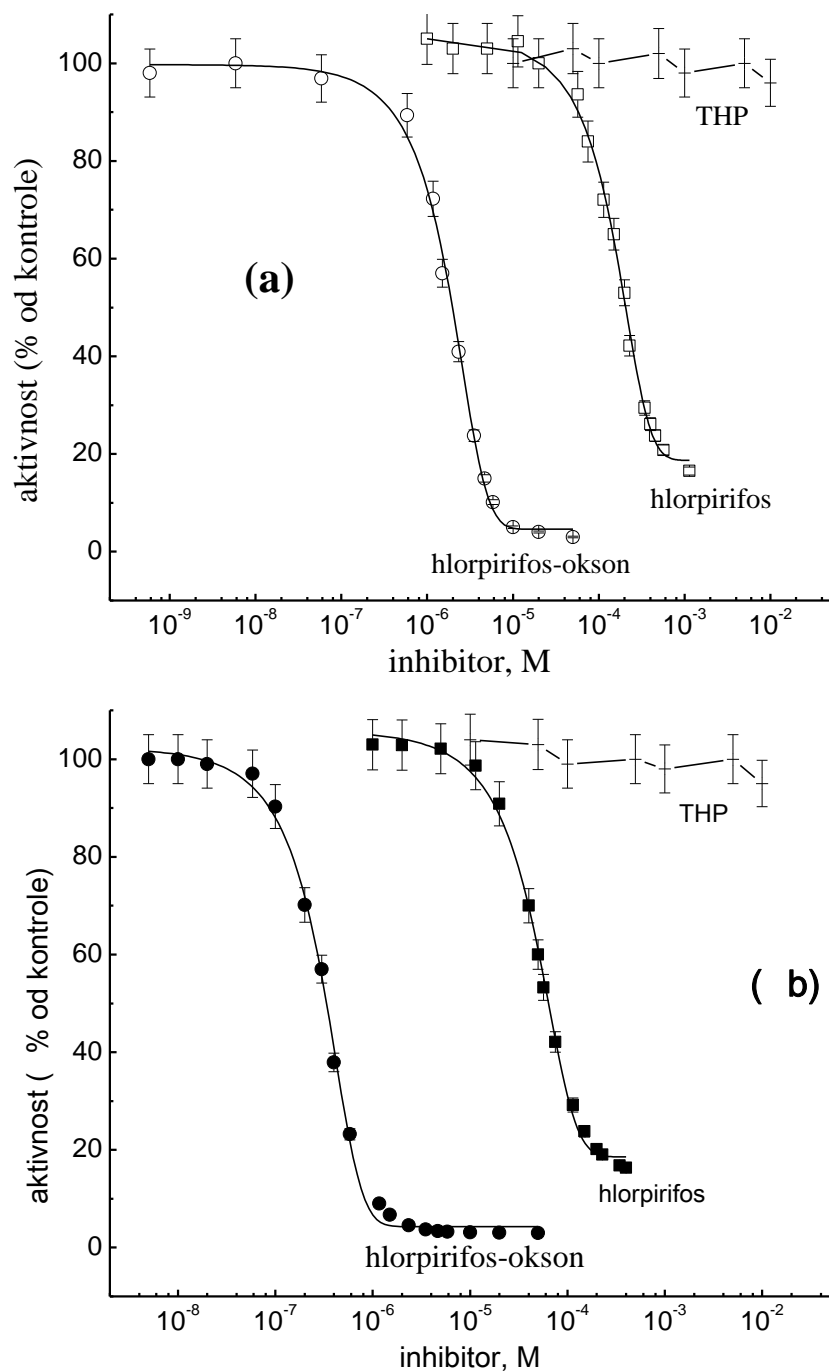 100
80
60
40
20
0
aktivnost (% od kontrole)
(a)
THP
hlorpirifos
hlorpirifos-okson
10⁻⁹ 10⁻⁸ 10⁻⁷ 10⁻⁶ 10⁻⁵ 10⁻⁴ 10⁻³ 10⁻²
inhibitor, M
100
80
60
40
20
0
aktivnost ( % od kontrole)
THP
( b)
hlorpirifos
hlorpirifos-okson
10⁻⁸ 10⁻⁷ 10⁻⁶ 10⁻⁵ 10⁻⁴ 10⁻³ 10⁻²
inhibitor, M